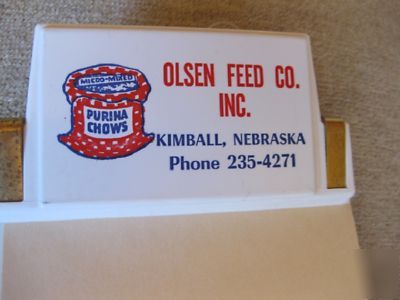 MICRO-MIXED
PURINA
CHOWS
OLSEN FEED CO.
INC.
KIMBALL, NEBRASKA
Phone 235-4271